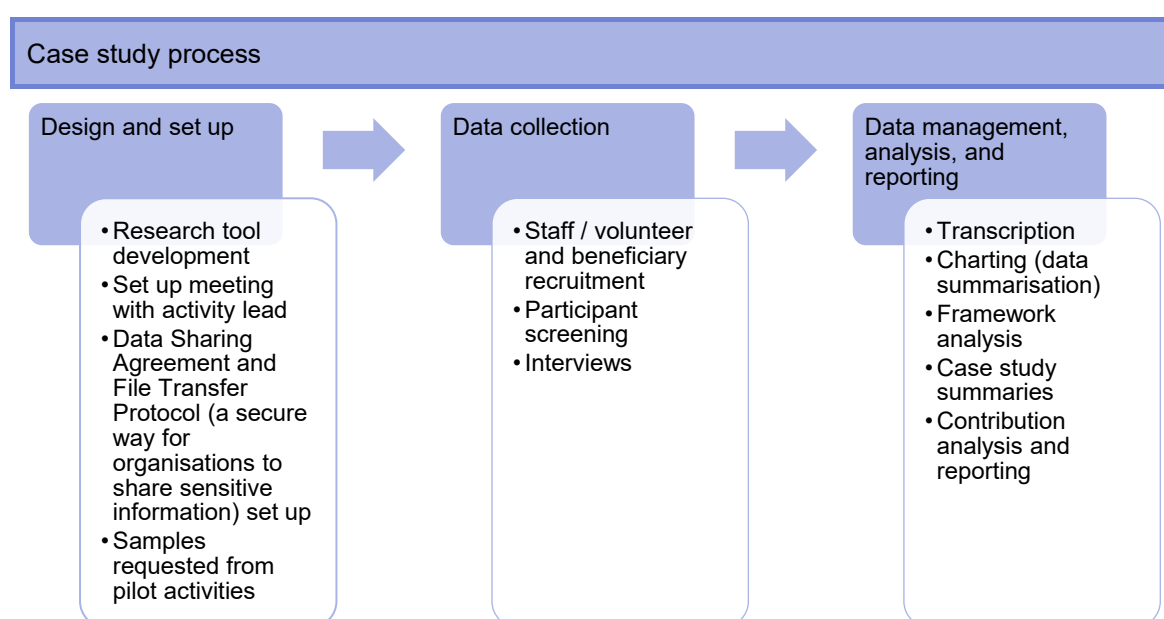 Case study process
Design and set up
•Research tool
development
•Set up meeting
with activity lead
•Data Sharing
Agreement and
File Transfer
Protocol (a secure
way for
organisations to
share sensitive
information) set up
•Samples
requested from
pilot activities
Data collection
•Staff / volunteer
and beneficiary
recruitment
•Participant
screening
•Interviews
Data management,
analysis, and
reporting
•Transcription
•Charting (data
summarisation)
•Framework
analysis
•Case study
summaries
•Contribution
analysis and
reporting